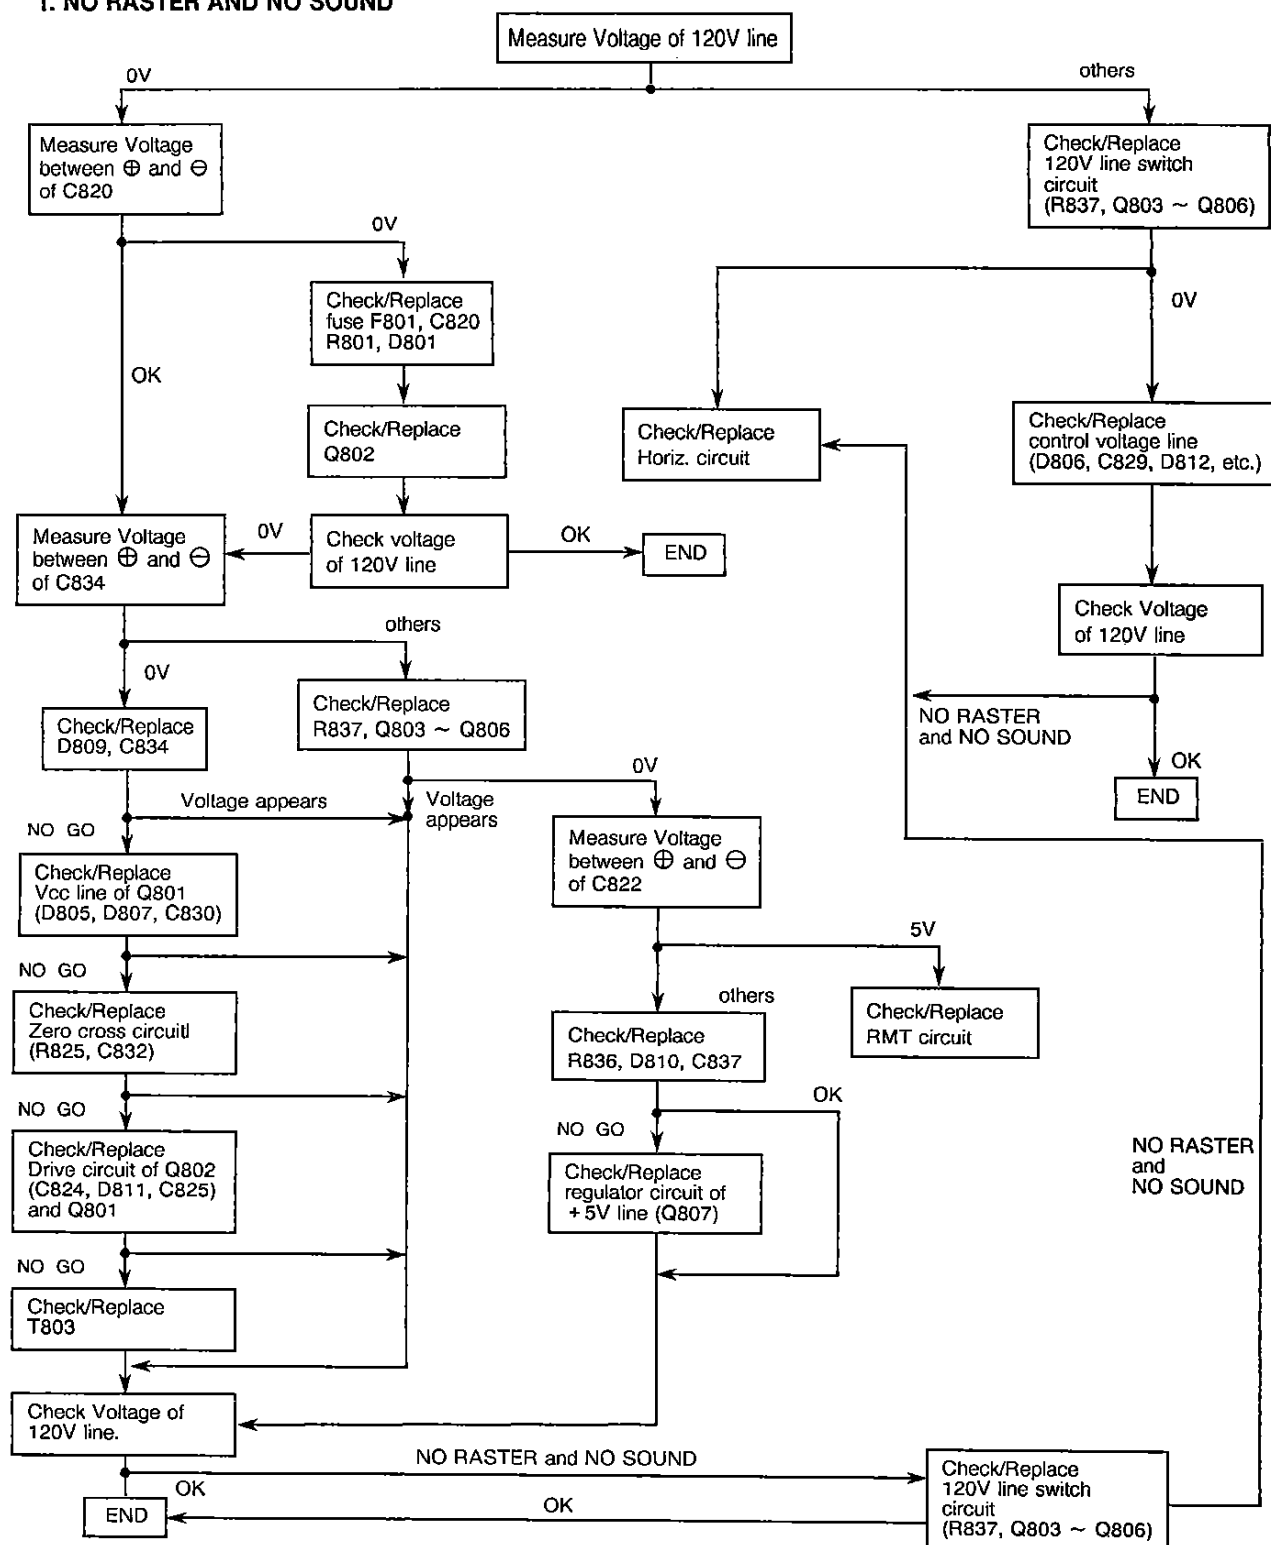 1. NO RASTER AND NO SOUND
Measure Voltage of 120V line
0V
others
Measure Voltage
between ⊕ and ⊖
of C820
Check/Replace
120V line switch
circuit
(R837, Q803 ~ Q806)
0V
0V
Check/Replace
fuse F801, C820
R801, D801
OK
Check/Replace
Q802
Check/Replace
Horiz. circuit
Check/Replace
control voltage line
(D806, C829, D812, etc.)
Measure Voltage
between ⊕ and ⊖
of C834
0V
Check voltage
of 120V line
OK
END
Check Voltage
of 120V line
others
0V
Check/Replace
R837, Q803 ~ Q806
NO RASTER
and NO SOUND
OK
END
Check/Replace
D809, C834
0V
Voltage appears
Voltage
appears
NO GO
Measure Voltage
between ⊕ and ⊖
of C822
Check/Replace
Vcc line of Q801
(D805, D807, C830)
5V
NO GO
others
Check/Replace
RMT circuit
Check/Replace
Zero cross circuitl
(R825, C832)
Check/Replace
R836, D810, C837
OK
NO GO
NO GO
Check/Replace
Drive circuit of Q802
(C824, D811, C825)
and Q801
Check/Replace
regulator circuit of
+5V line (Q807)
NO RASTER
and
NO SOUND
NO GO
Check/Replace
T803
Check Voltage of
120V line.
NO RASTER and NO SOUND
OK
END
OK
Check/Replace
120V line switch
circuit
(R837, Q803 ~ Q806)